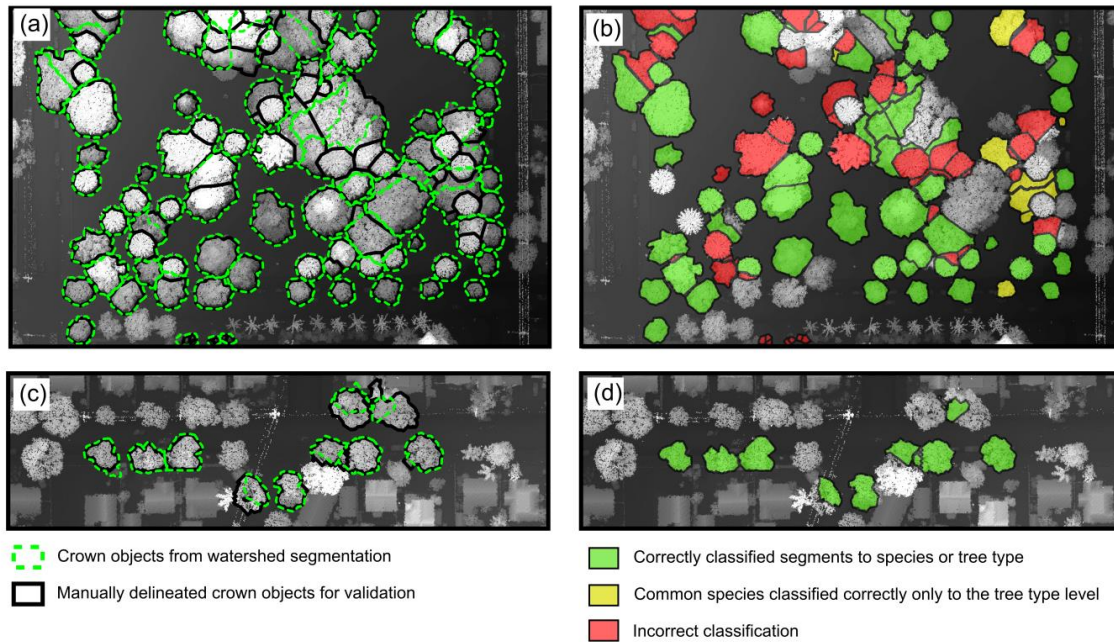 (a)
(b)
(c)
(d)
Crown objects from watershed segmentation
Manually delineated crown objects for validation
Correctly classified segments to species or tree type
Common species classified correctly only to the tree type level
Incorrect classification